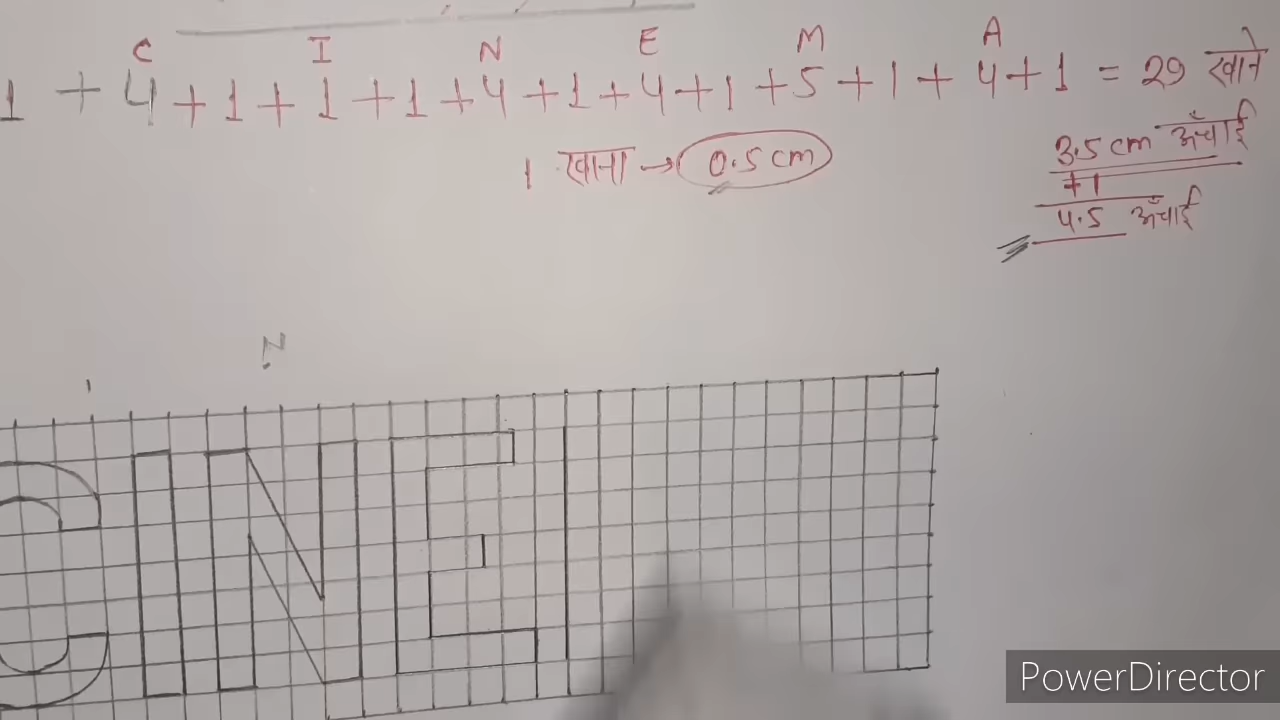 C I N E M A
1 + 4 + 1 + 1 + 1 + 4 + 1 + 4 + 1 + 5 + 1 + 4 + 1 = 29 खाने
1 खाना → 0.5 cm
3.5 cm ऊँचाई
+1
4.5 ऊँचाई
N
CINE
PowerDirector